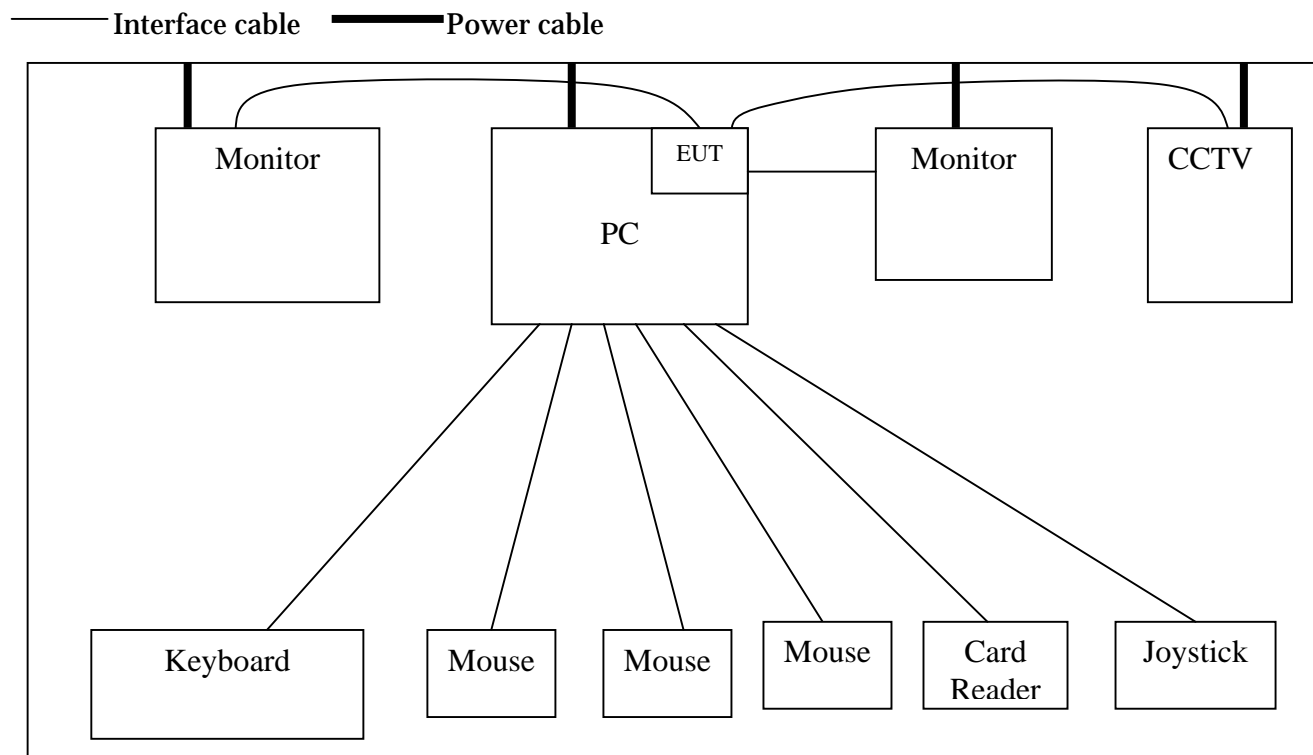 Interface cable Power cable
Monitor
EUT
Monitor
CCTV
PC
Keyboard
Mouse
Mouse
Mouse
Card
Reader
Joystick